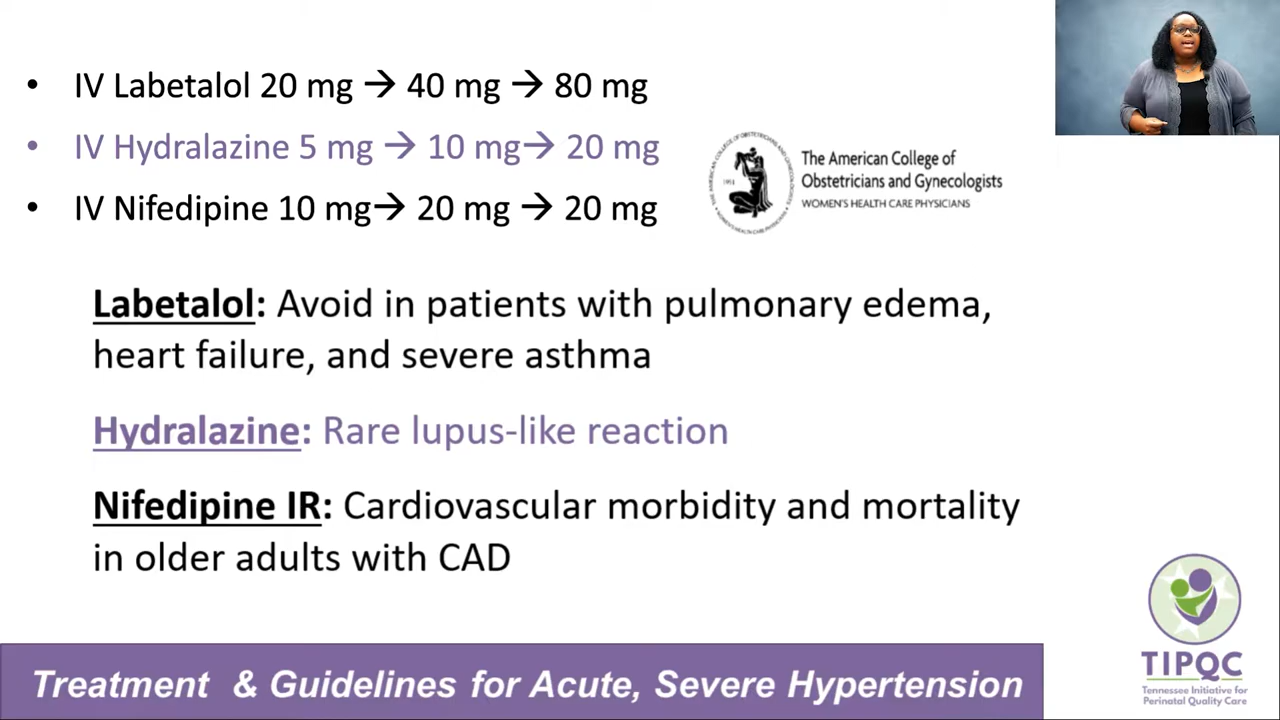 • IV Labetalol 20 mg → 40 mg → 80 mg
• IV Hydralazine 5 mg → 10 mg→ 20 mg
• IV Nifedipine 10 mg→ 20 mg → 20 mg
The American College of
Obstetricians and Gynecologists
WOMEN'S HEALTH CARE PHYSICIANS
Labetalol: Avoid in patients with pulmonary edema,
heart failure, and severe asthma
Hydralazine: Rare lupus-like reaction
Nifedipine IR: Cardiovascular morbidity and mortality
in older adults with CAD
TIPQC
Tennessee Initiative for
Perinatal Quality Care
Treatment & Guidelines for Acute, Severe Hypertension